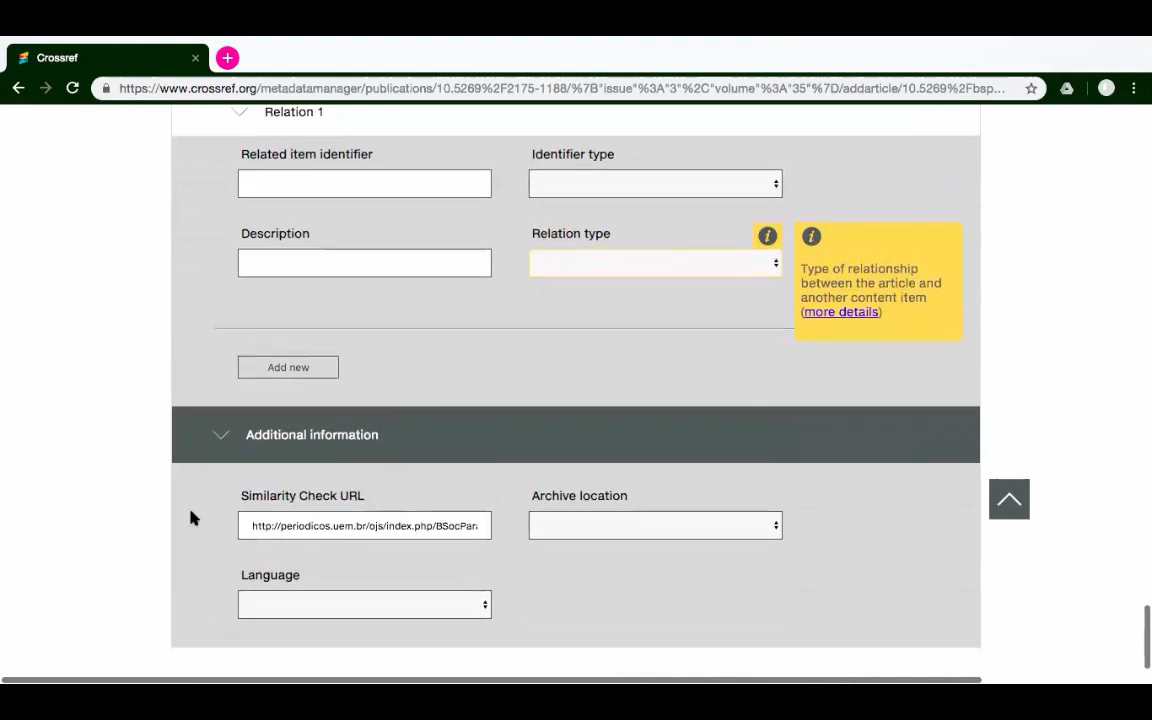 Crossref
https://www.crossref.org/metadatamanager/publications/10.5269%2F2175-1188/%7B"issue"%3A"3"%2C"volume"%3A"35"%7D/addarticle/10.5269%2Fbsp...
Relation 1
Related item identifier
Identifier type
Description
Relation type
Type of relationship
between the article and
another content item
(more details)
Add new
Additional information
Similarity Check URL
Archive location
http://periodicos.uem.br/ojs/index.php/BSocPar
Language